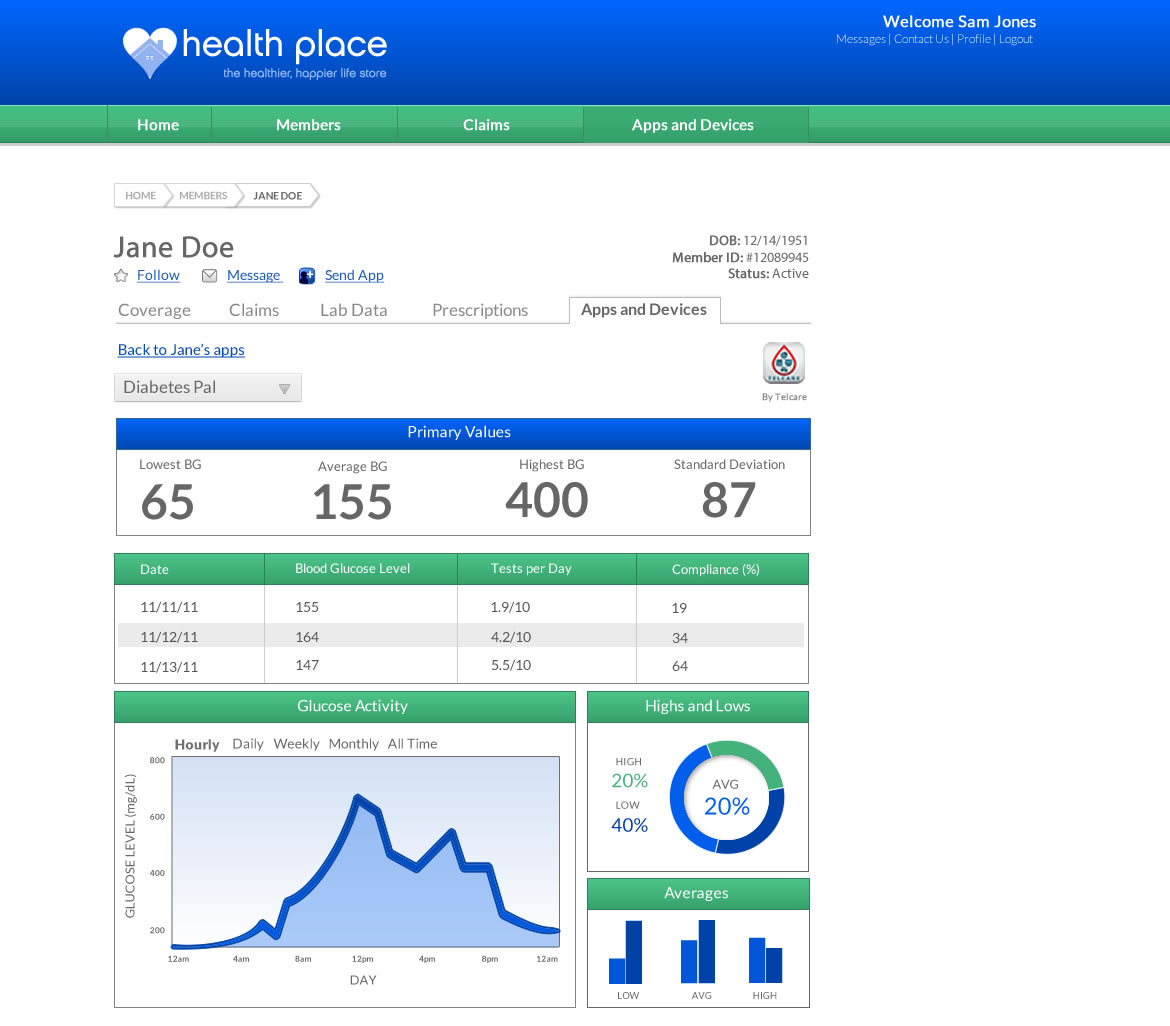 health place
the healthier, happier life store
Welcome Sam Jones
Messages | Contact Us | Profile | Logout
Home Members Claims Apps and Devices
HOME MEMBERS JANE DOE
Jane Doe
DOB: 12/14/1951
Member ID: #12089945
Status: Active
Follow Message Send App
Coverage Claims Lab Data Prescriptions Apps and Devices
Back to Jane's apps
TELCARE
Diabetes Pal
By Telcare
Primary Values
Lowest BG Average BG Highest BG Standard Deviation
65 155 400 87
Date Blood Glucose Level Tests per Day Compliance (%)
11/11/11 155 1.9/10 19
11/12/11 164 4.2/10 34
11/13/11 147 5.5/10 64
Glucose Activity
Hourly Daily Weekly Monthly All Time
GLUCOSE LEVEL (mg/dL)
800
600
400
200
12am 4am 8am 12pm 4pm 8pm 12am
DAY
Highs and Lows
HIGH
20%
LOW
40%
AVG
20%
Averages
LOW AVG HIGH